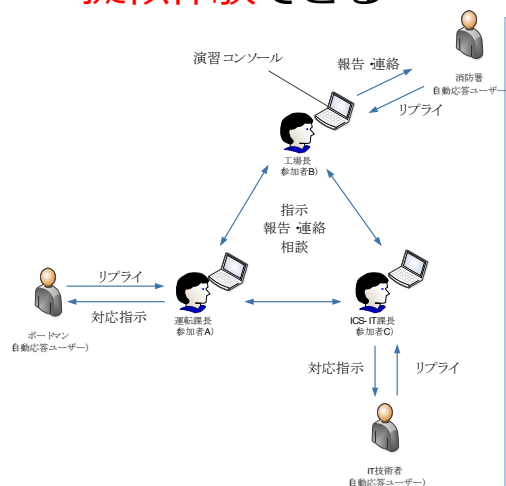 できる
演習コンソール
報告・連絡
消防署
自動応答ユーザー
リプライ
工場長
参加者B)
指示
報告・連絡
相談
リプライ
対応指示
ボードマン
自動応答ユーザー)
運転課長
参加者A)
ICS-IT課長
参加者C)
対応指示
リプライ
IT技術者
自動応答ユーザー)